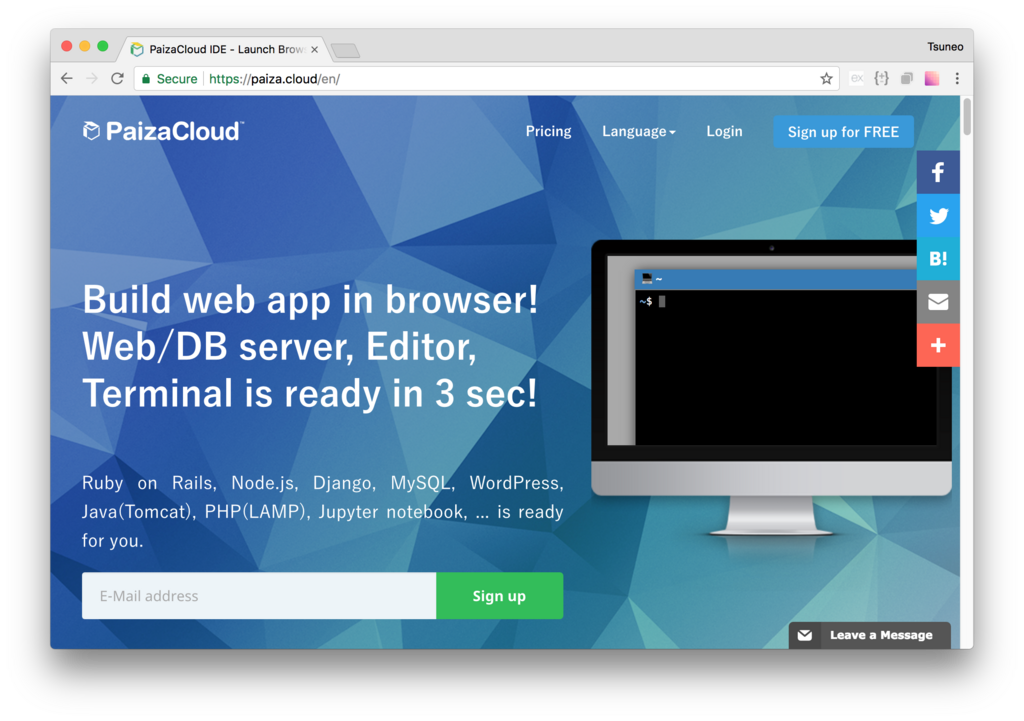 PaizaCloud IDE - Launch Brow
Tsuneo
Secure
https://paiza.cloud/en/
PaizaCloud™
Pricing
Language
Login
Sign up for FREE
B!
~
~$
Build web app in browser!
Web/DB server, Editor,
Terminal is ready in 3 sec!
Ruby on Rails, Node.js, Django, MySQL, WordPress,
Java(Tomcat), PHP(LAMP), Jupyter notebook, ... is ready
for you.
E-Mail address
Sign up
Leave a Message